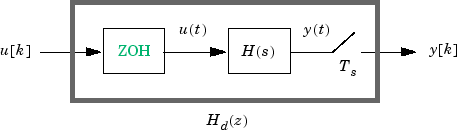 u(t)
y(t)
u[k]
ZOH
H(s)
y[k]
T_s
H_d(z)